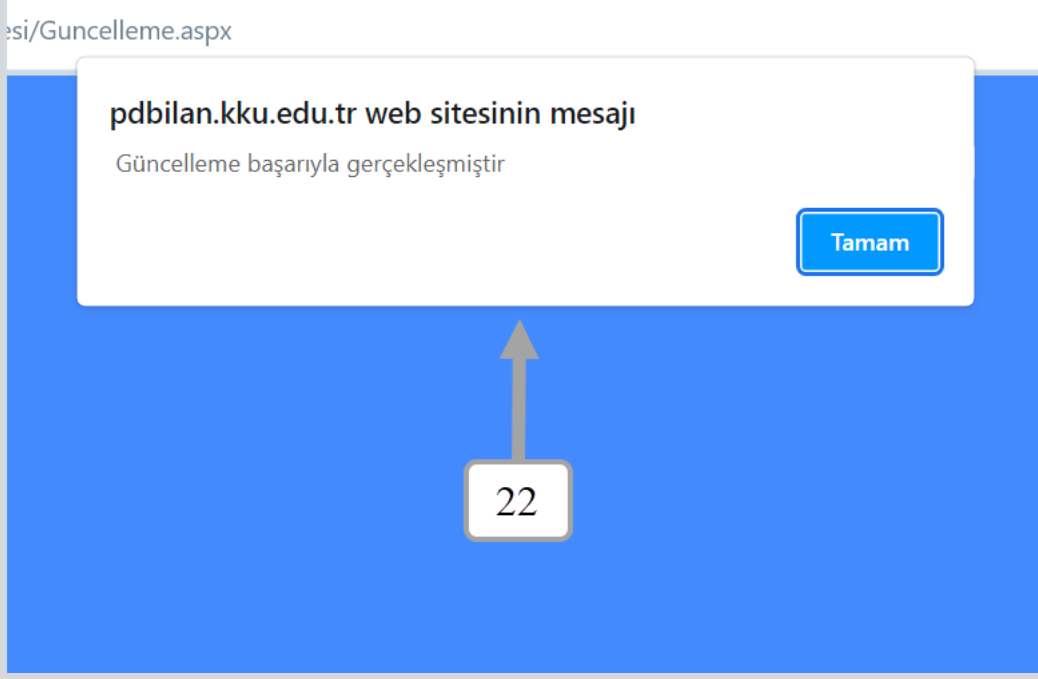 esi/Guncelleme.aspx
pdbilan.kku.edu.tr web sitesinin mesajı
Güncelleme başarıyla gerçekleşmiştir
Tamam
22